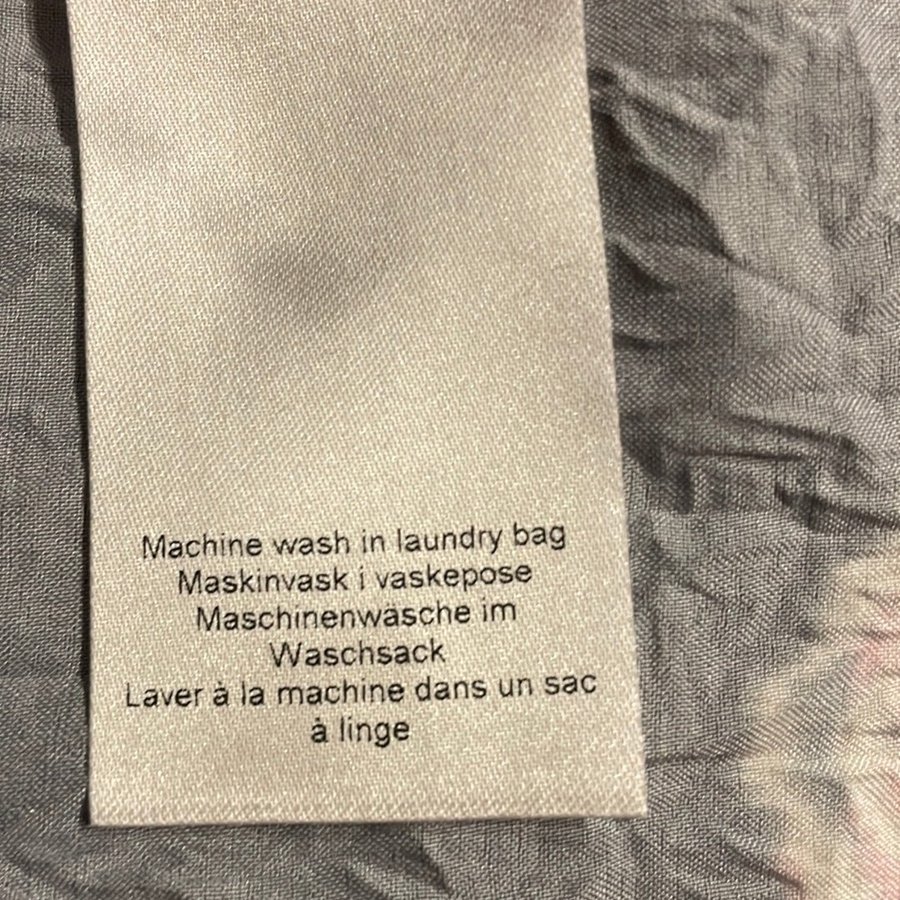 Machine wash in laundry bag
Maskinvask i vaskepose
Maschinenwäsche im
Waschsack
Laver à la machine dans un sac
à linge